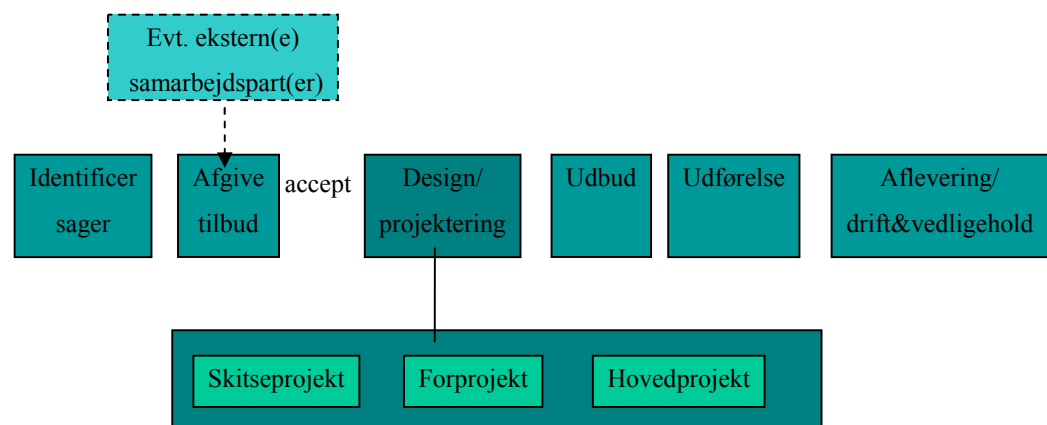 Evt. ekstern(e)
samarbejdspart(er)
Identificer
sager
Afgive
tilbud
accept
Design/
projektering
Udbud
Udførelse
Aflevering/
drift&vedligehold
Skitseprojekt
Forprojekt
Hovedprojekt